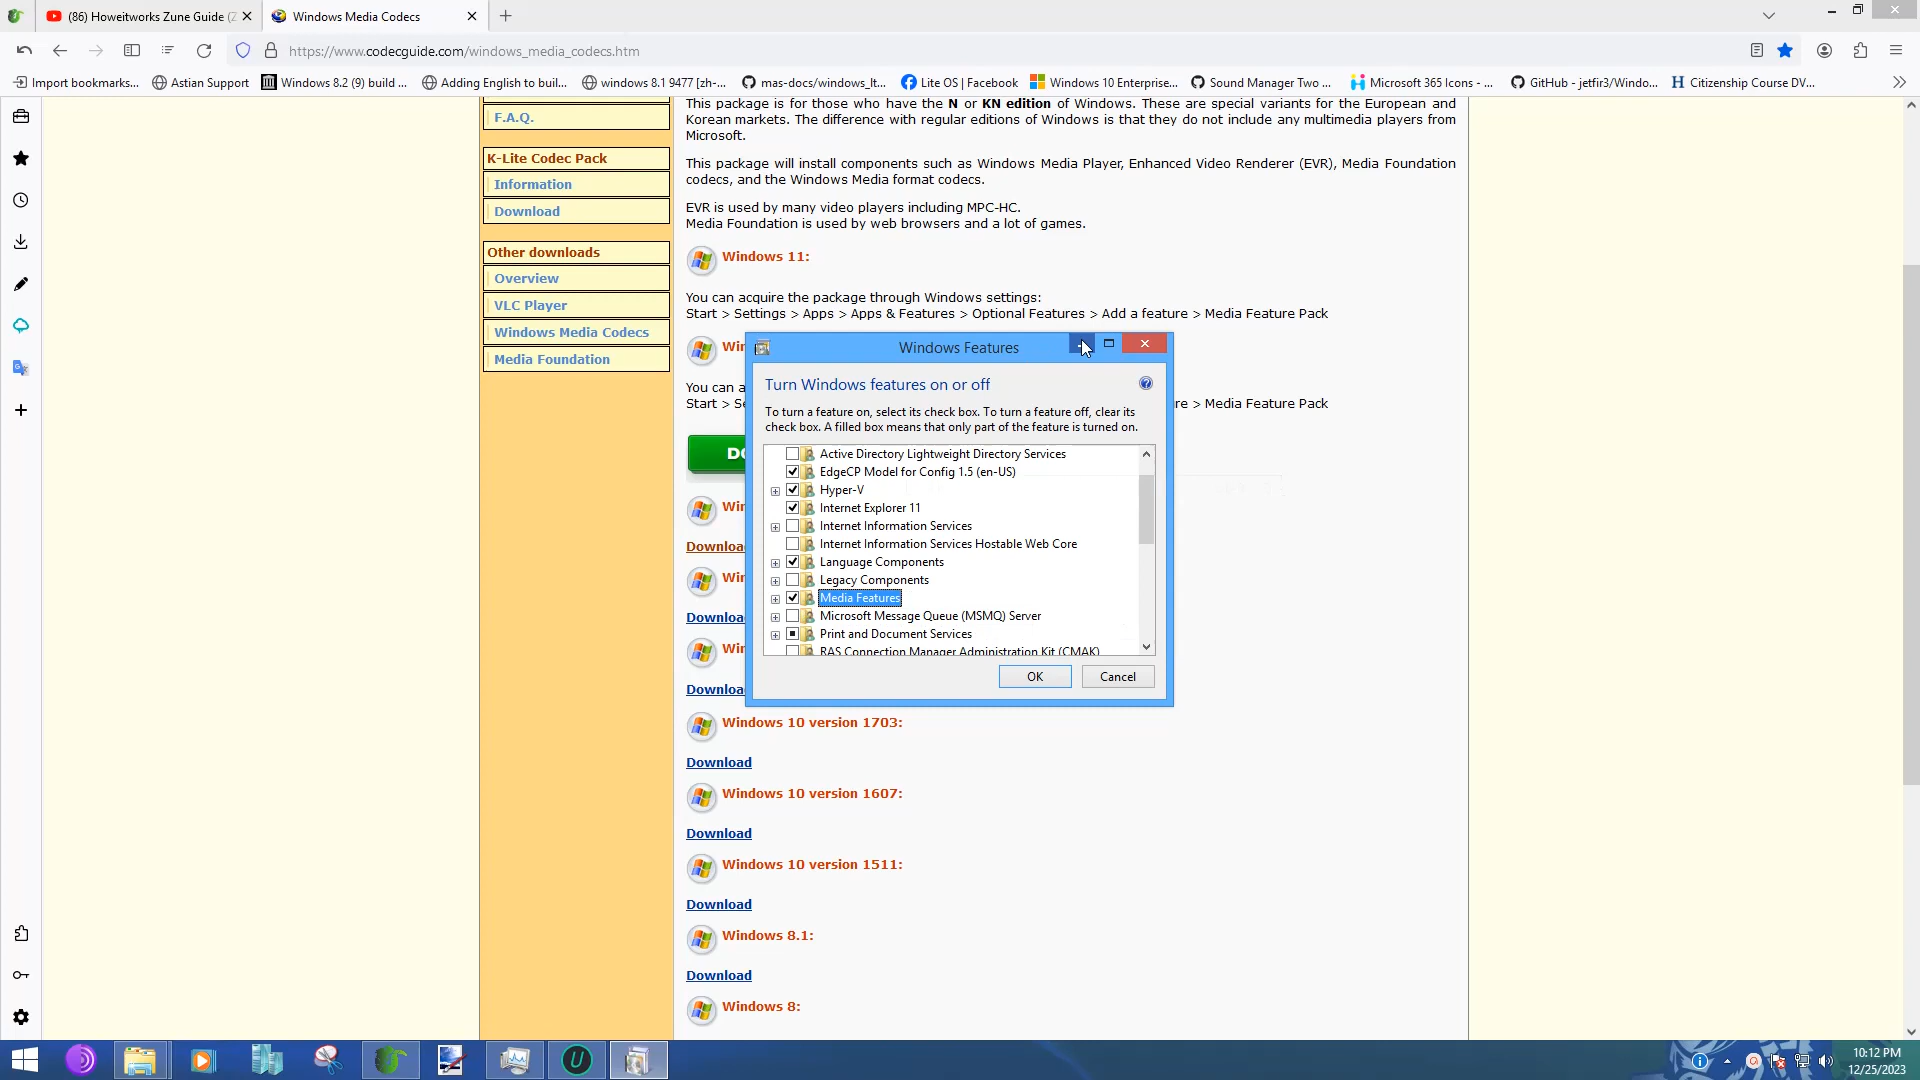 (86) Howeitworks Zune Guide (Z
Windows Media Codecs
https://www.codecguide.com/windows_media_codecs.htm
Import bookmarks...
Astian Support
Windows 8.2 (9) build ...
Adding English to buil...
windows 8.1 9477 [zh-...
mas-docs/windows_lt...
Lite OS | Facebook
Windows 10 Enterprise...
Sound Manager Two ...
Microsoft 365 Icons - ...
GitHub - jetfir3/Windo...
Citizenship Course DV...
F.A.Q.
K-Lite Codec Pack
Information
Download
Other downloads
Overview
VLC Player
Windows Media Codecs
Media Foundation
This package is for those who have the N or KN edition of Windows. These are special variants for the European and
Korean markets. The difference with regular editions of Windows is that they do not include any multimedia players from
Microsoft.
This package will install components such as Windows Media Player, Enhanced Video Renderer (EVR), Media Foundation
codecs, and the Windows Media format codecs.
EVR is used by many video players including MPC-HC.
Media Foundation is used by web browsers and a lot of games.
Windows 11:
You can acquire the package through Windows settings:
Start > Settings > Apps > Apps & Features > Optional Features > Add a feature > Media Feature Pack
Win
You can a
Start > Se
re > Media Feature Pack
DO
Win
Downloa
Win
Downloa
Win
Downloa
Windows 10 version 1703:
Download
Windows 10 version 1607:
Download
Windows 10 version 1511:
Download
Windows 8.1:
Download
Windows 8:
Windows Features
Turn Windows features on or off
To turn a feature on, select its check box. To turn a feature off, clear its
check box. A filled box means that only part of the feature is turned on.
Active Directory Lightweight Directory Services
EdgeCP Model for Config 1.5 (en-US)
Hyper-V
Internet Explorer 11
Internet Information Services
Internet Information Services Hostable Web Core
Language Components
Legacy Components
Media Features
Microsoft Message Queue (MSMQ) Server
Print and Document Services
RAS Connection Manager Administration Kit (CMAK)
OK
Cancel
10:12 PM
12/25/2023